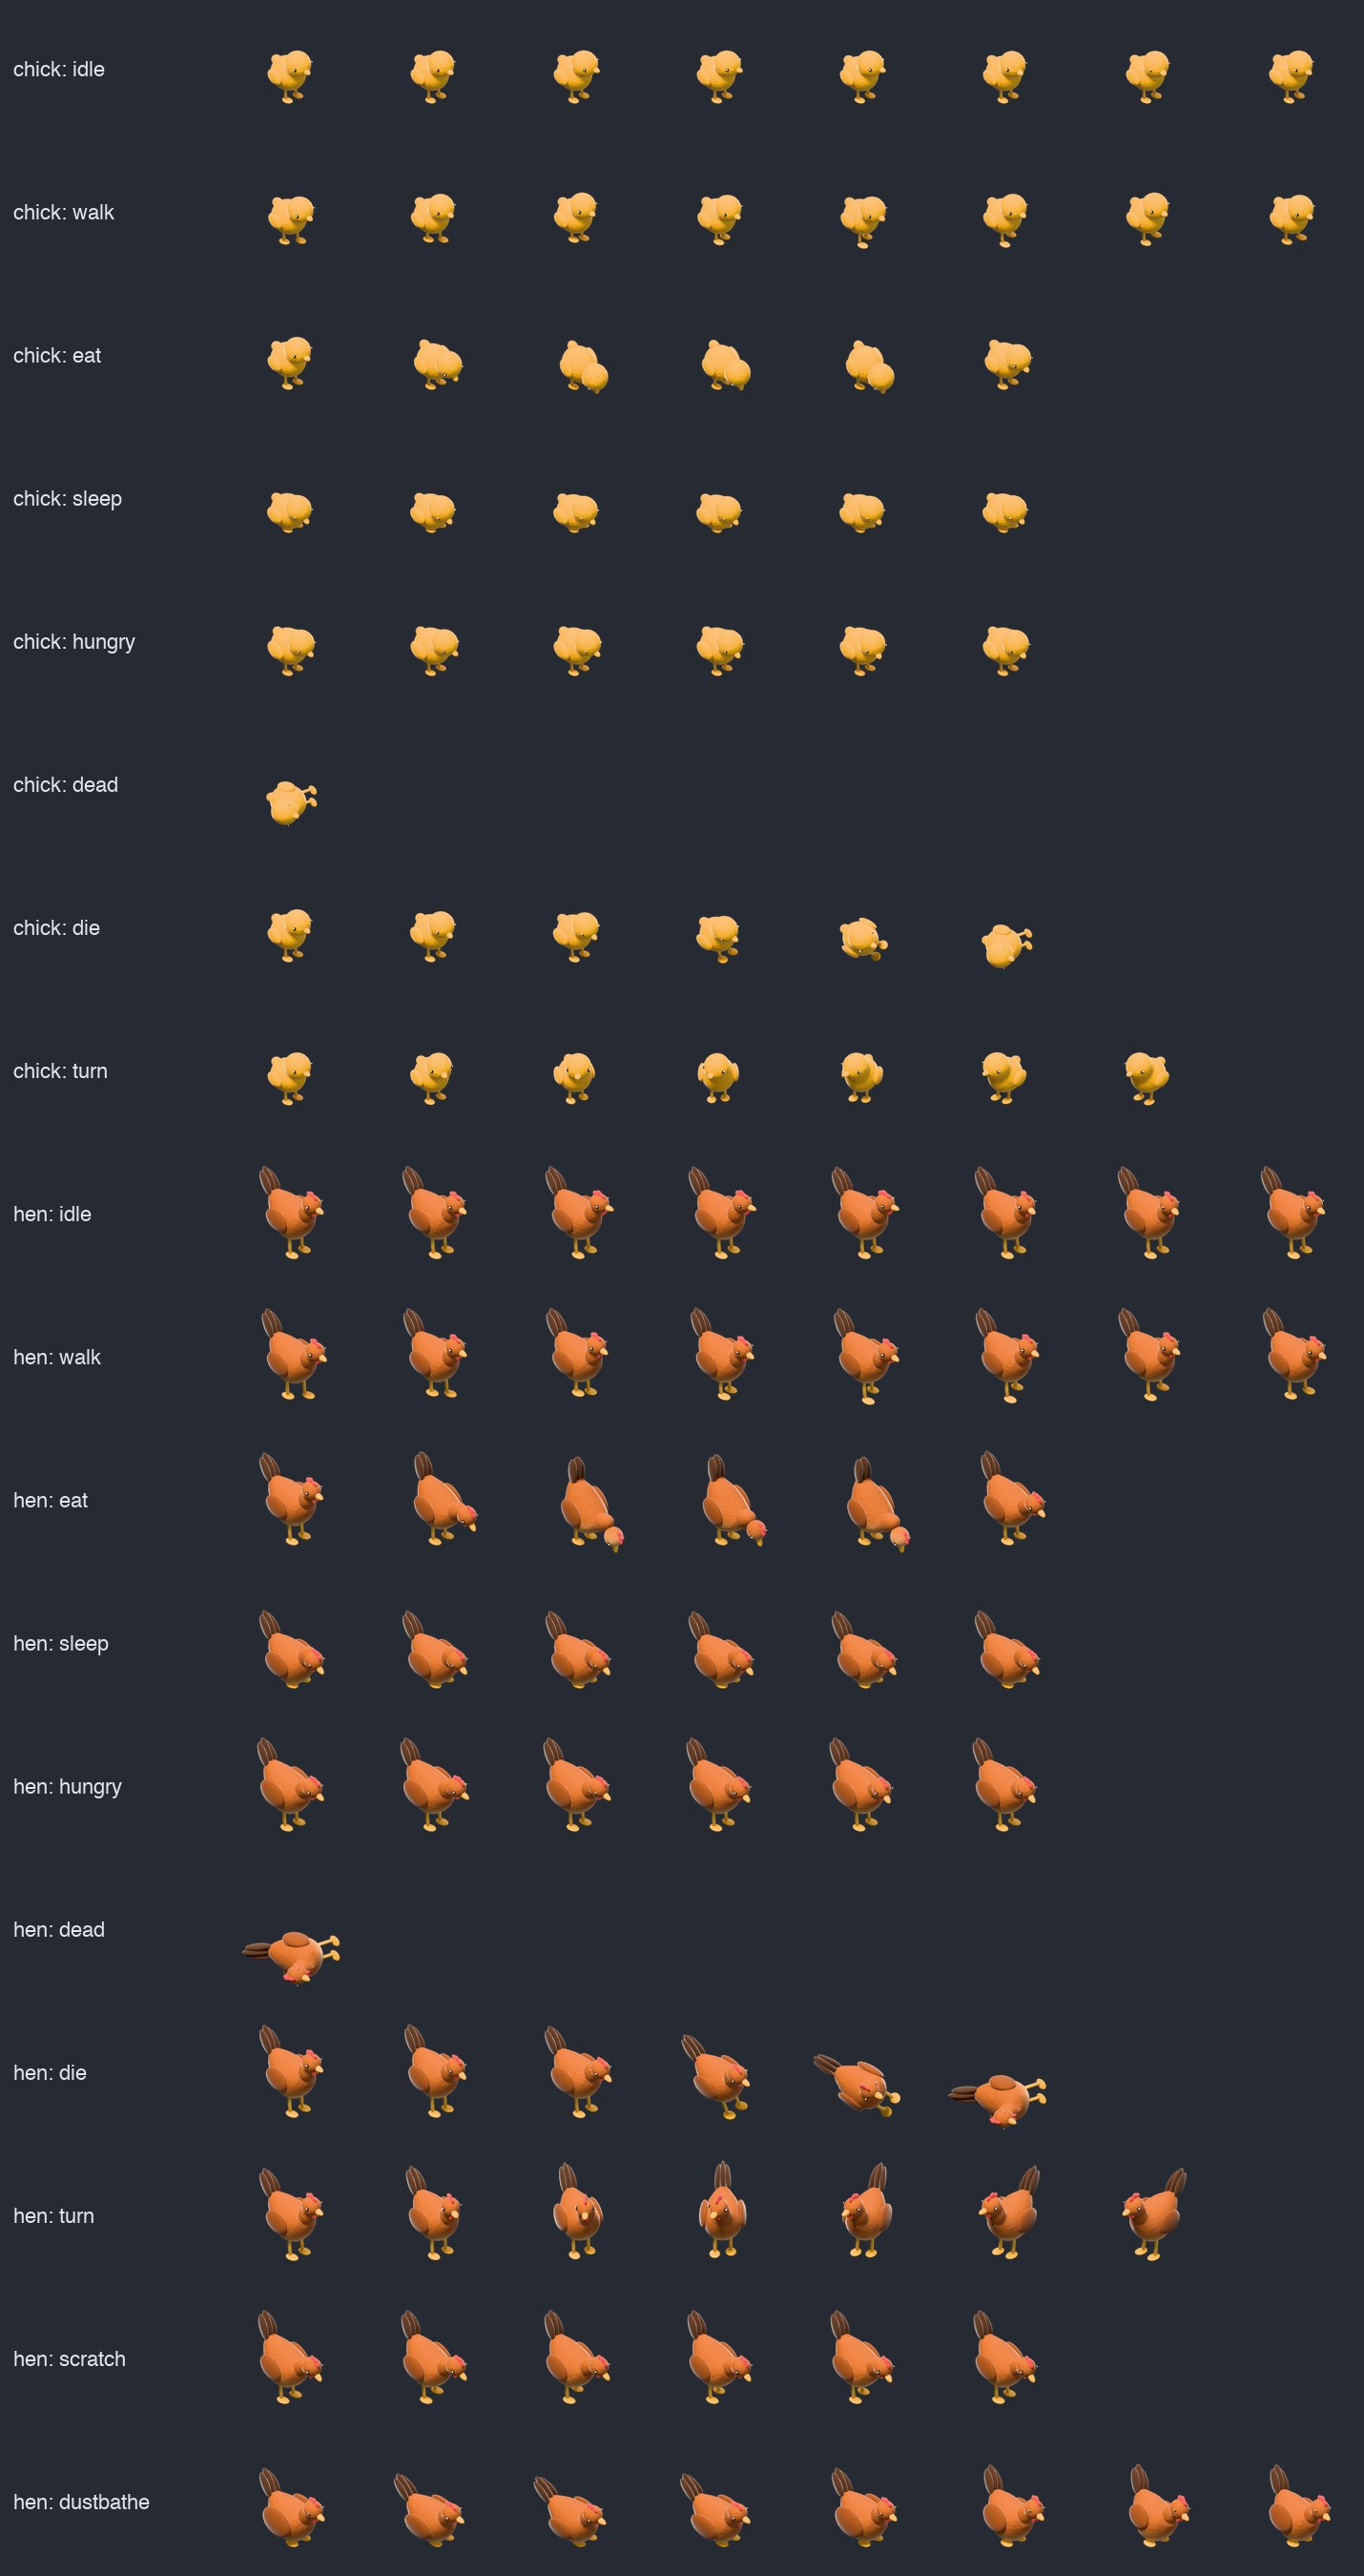 chick: idle
chick: walk
chick: eat
chick: sleep
chick: hungry
chick: dead
chick: die
chick: turn
hen: idle
hen: walk
hen: eat
hen: sleep
hen: hungry
hen: dead
hen: die
hen: turn
hen: scratch
hen: dustbathe